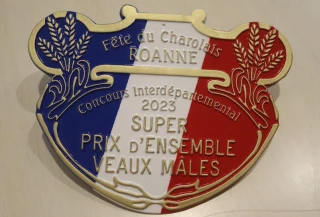 Fête du Charolais
ROANNE
Concours Interdépartemental
2023
SUPER
PRIX D'ENSEMBLE
VEAUX MÂLES